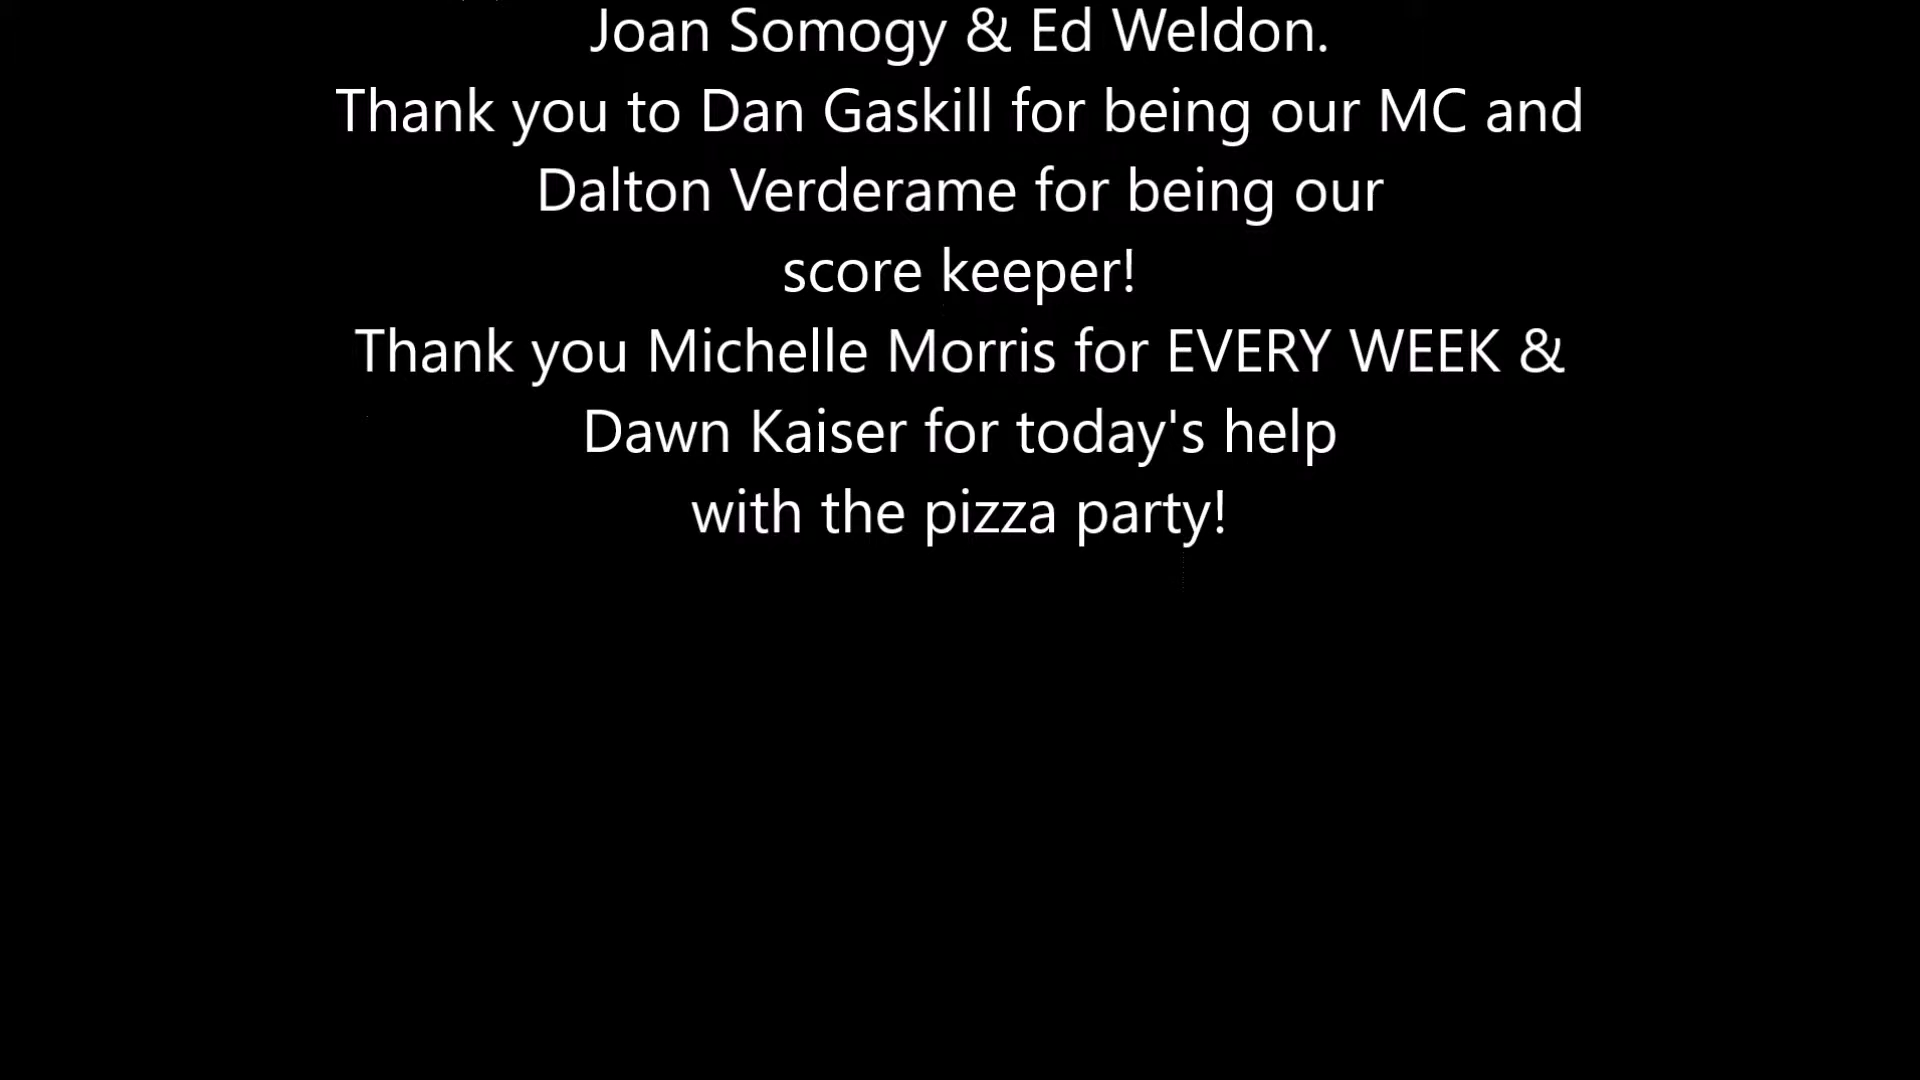 Joan Somogy & Ed Weldon.
Thank you to Dan Gaskill for being our MC and
Dalton Verderame for being our
score keeper!
Thank you Michelle Morris for EVERY WEEK &
Dawn Kaiser for today's help
with the pizza party!